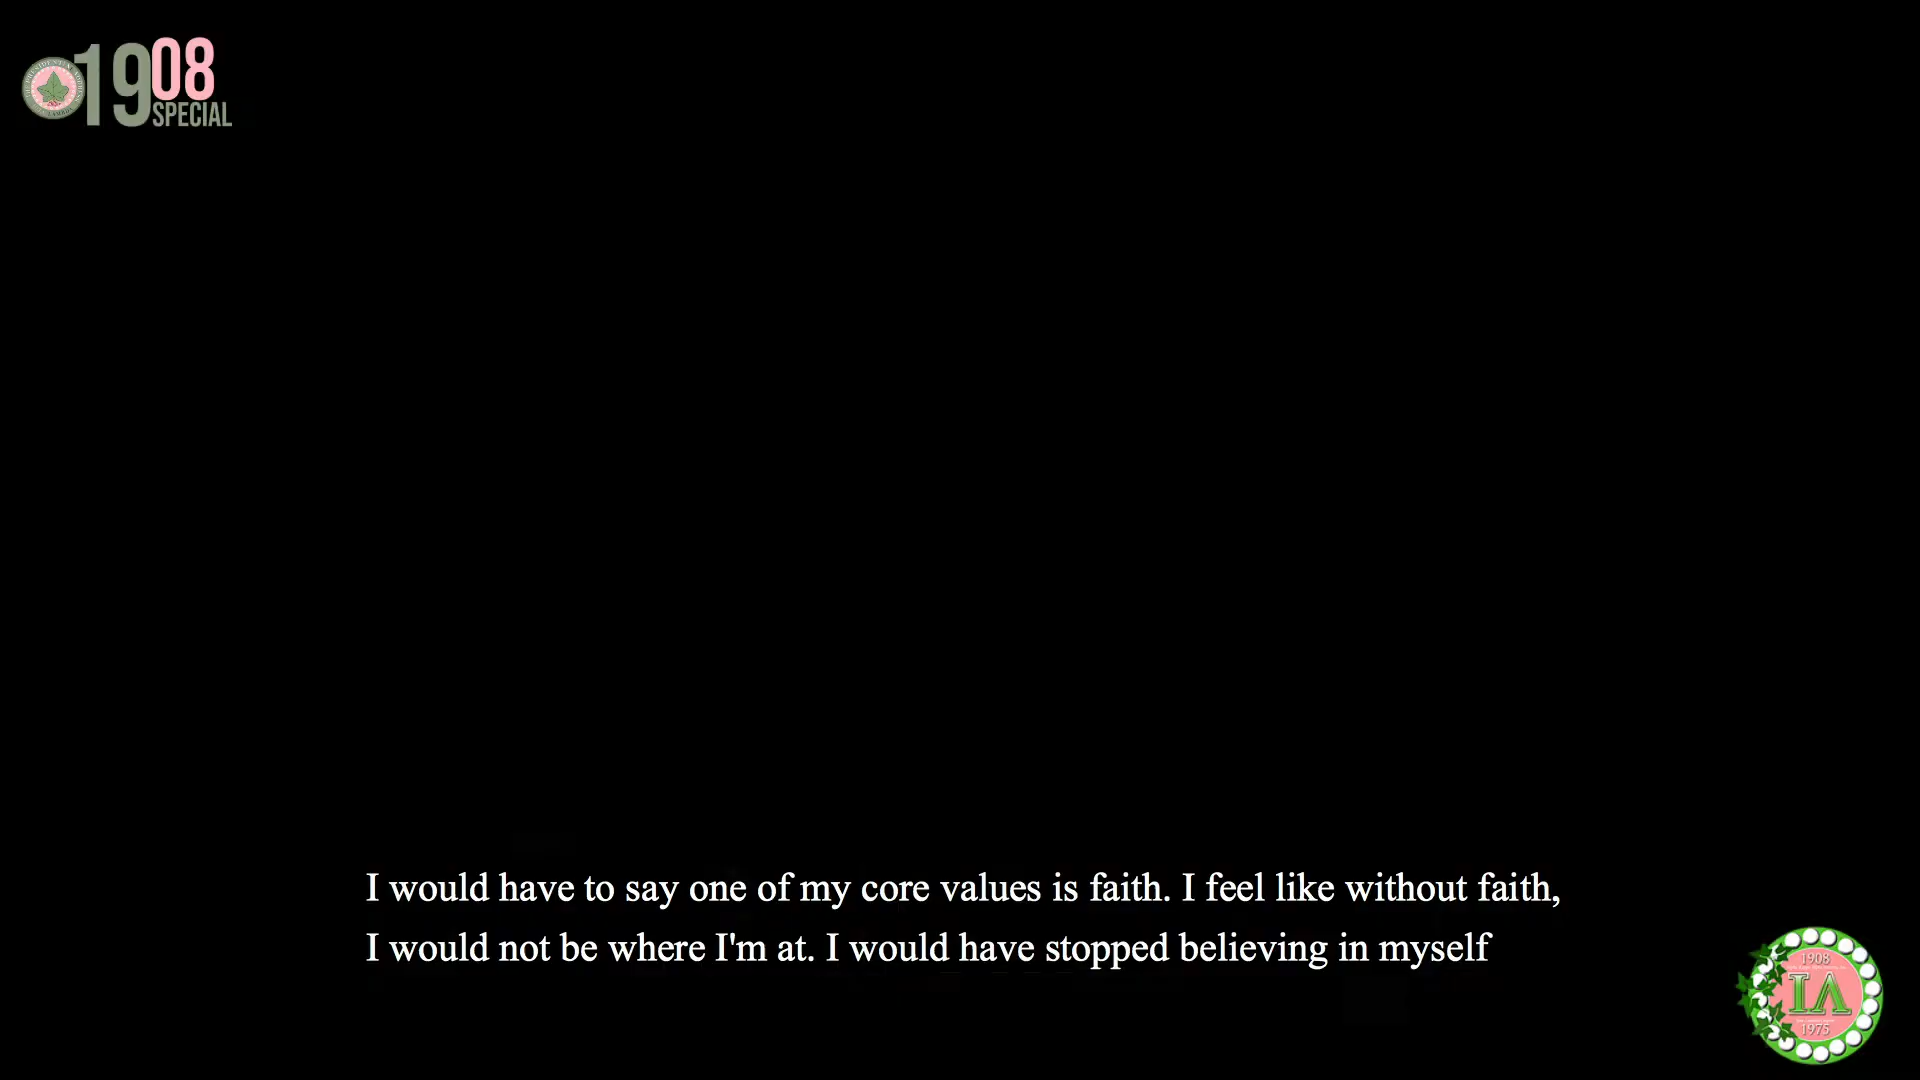 1908
SPECIAL
I would have to say one of my core values is faith. I feel like without faith,
I would not be where I'm at. I would have stopped believing in myself
1908
ΙΛ
1975